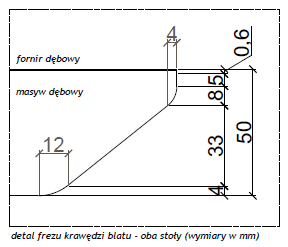 4
0,6
fornir dębowy
8,5
masyw dębowy
33
50
12
4
detal frezu krawędzi blatu - oba stoły (wymiary w mm)